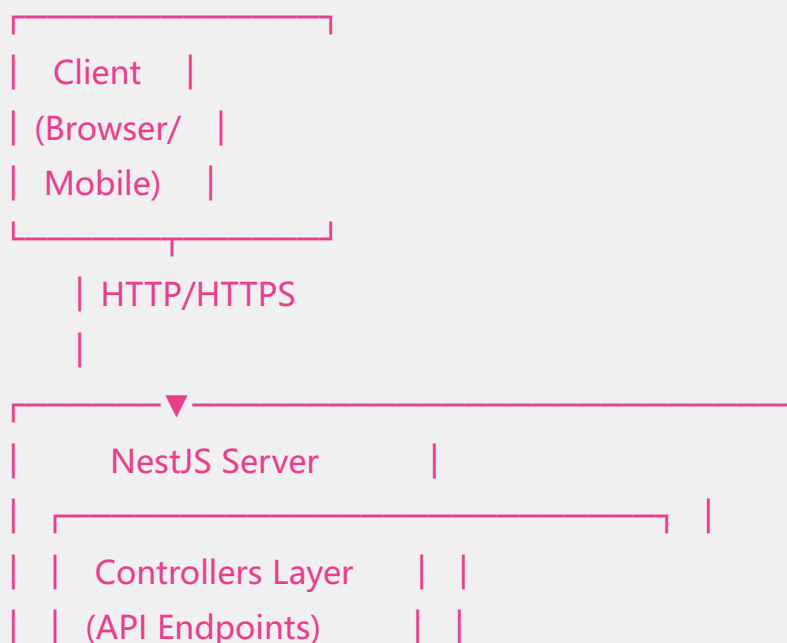 Client
(Browser/
Mobile)
HTTP/HTTPS
NestJS Server
Controllers Layer
(API Endpoints)